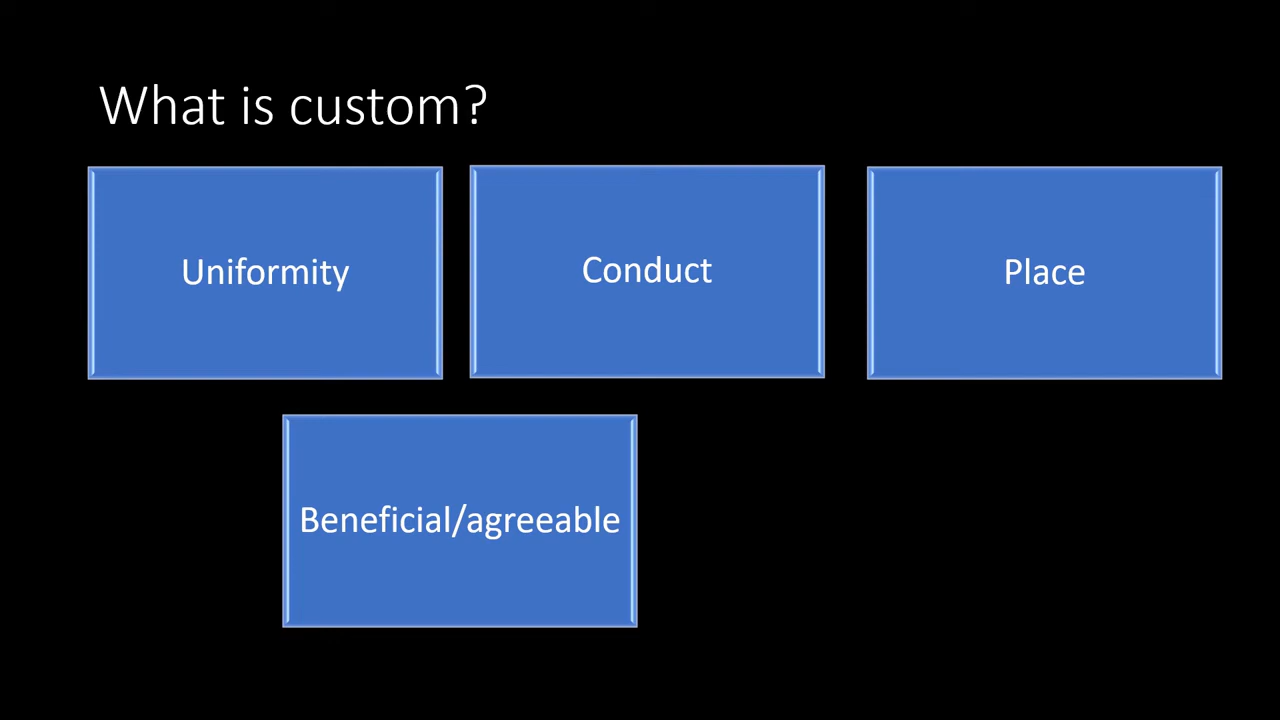 What is custom?
Uniformity
Conduct
Place
Beneficial/agreeable